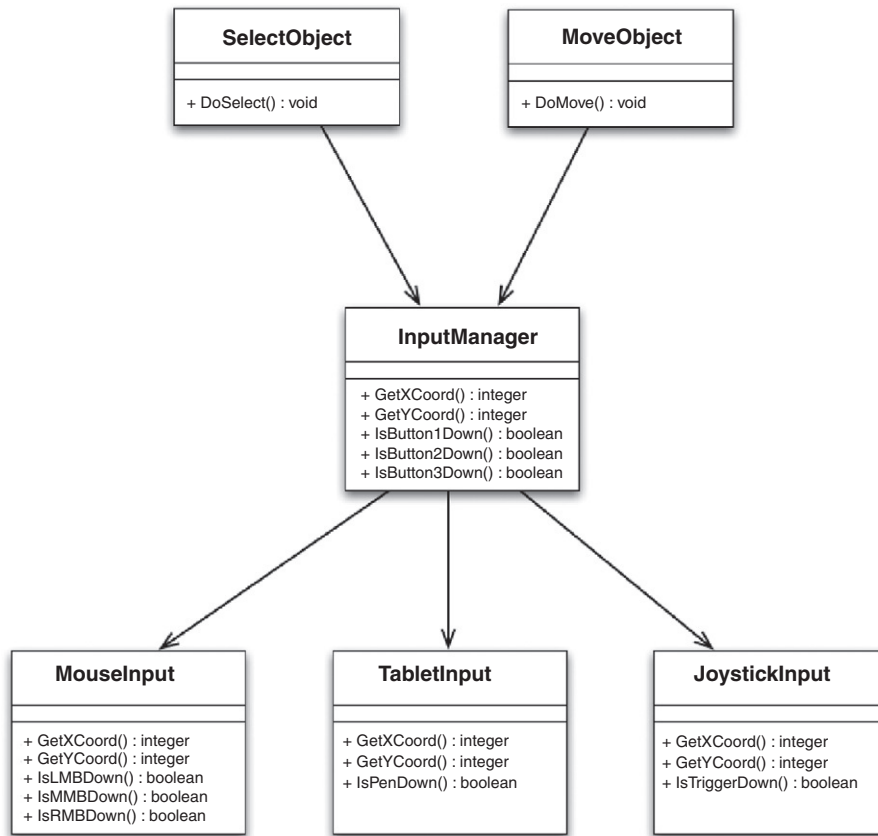 SelectObject
+ DoSelect() : void
MoveObject
+ DoMove() : void
InputManager
+ GetXCoord() : integer
+ GetYCoord() : integer
+ IsButton1Down() : boolean
+ IsButton2Down() : boolean
+ IsButton3Down() : boolean
MouseInput
+ GetXCoord() : integer
+ GetYCoord() : integer
+ IsLMBDown() : boolean
+ IsMMBDown() : boolean
+ IsRMBDown() : boolean
TabletInput
+ GetXCoord() : integer
+ GetYCoord() : integer
+ IsPenDown() : boolean
JoystickInput
+ GetXCoord() : integer
+ GetYCoord() : integer
+ IsTriggerDown() : boolean